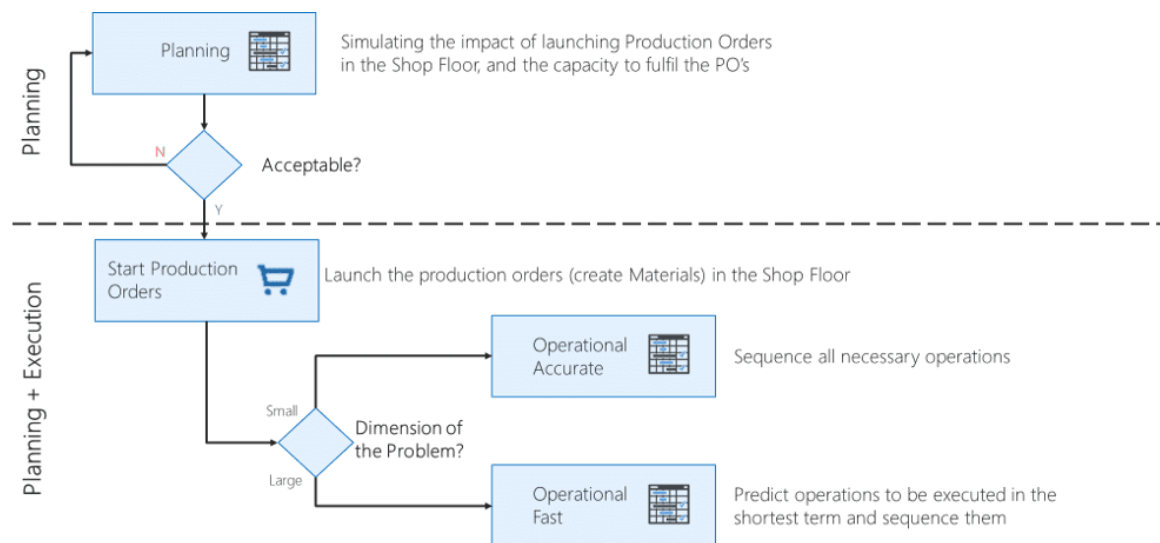 Planning
Planning
Simulating the impact of launching Production Orders
in the Shop Floor, and the capacity to fulfil the PO's
N
Acceptable?
Y
Planning + Execution
Start Production
Orders
Launch the production orders (create Materials) in the Shop Floor
Operational
Accurate
Sequence all necessary operations
Small
Dimension of
the Problem?
Large
Operational
Fast
Predict operations to be executed in the
shortest term and sequence them